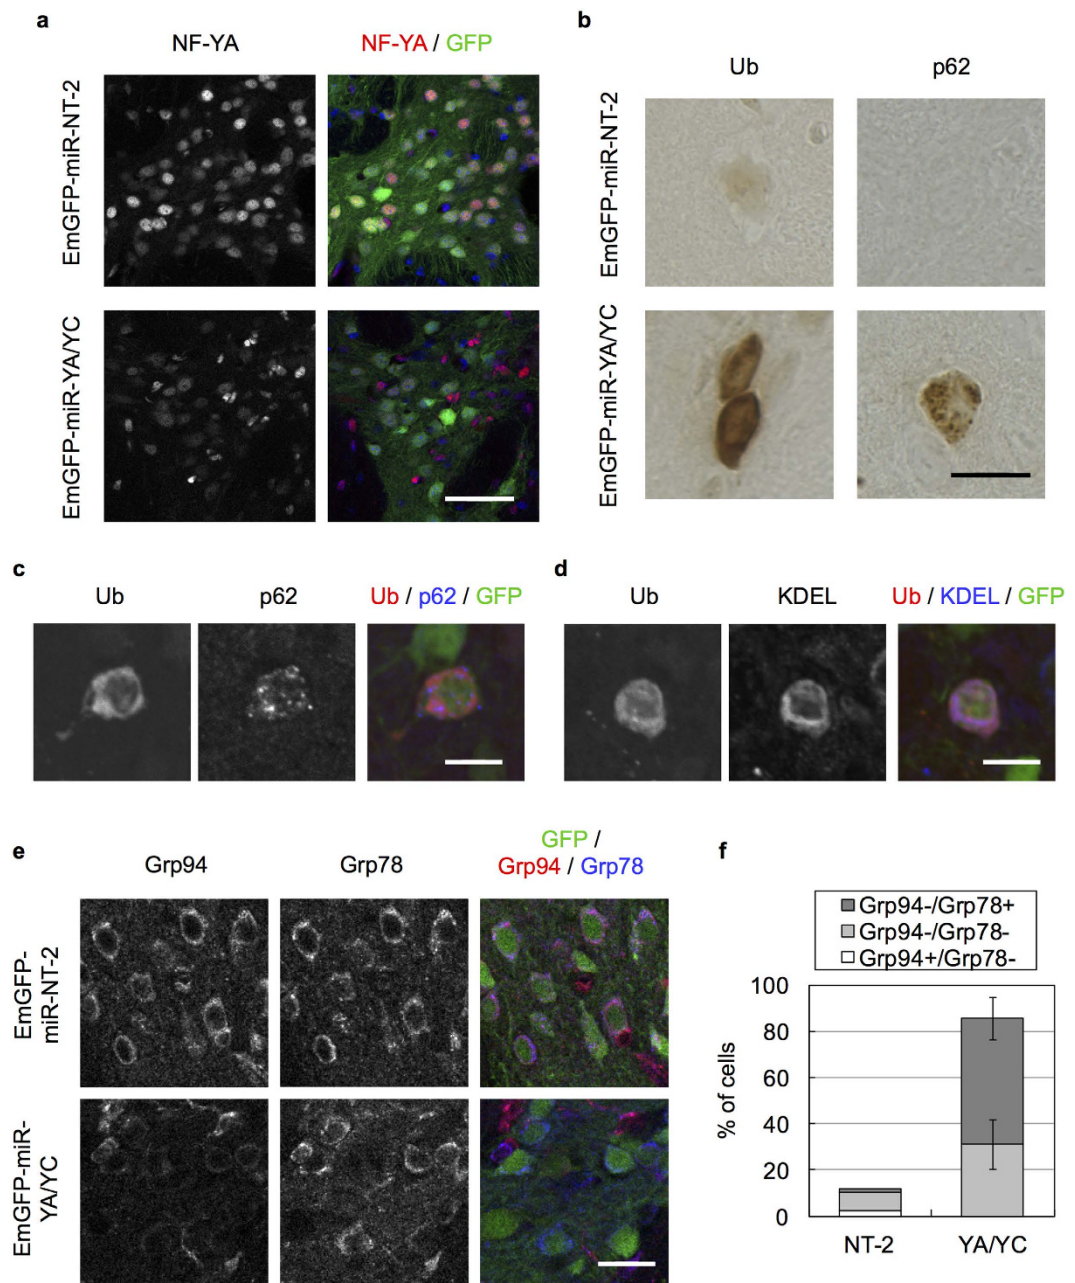 a
NF-YA
NF-YA / GFP
EmGFP-miR-NT-2
EmGFP-miR-YA/YC
b
Ub
p62
EmGFP-miR-NT-2
EmGFP-miR-YA/YC
c
Ub
p62
Ub / p62 / GFP
d
Ub
KDEL
Ub / KDEL / GFP
e
Grp94
Grp78
GFP /
Grp94 / Grp78
EmGFP-
miR-NT-2
EmGFP-miR-
YA/YC
f
Grp94-/Grp78+
Grp94-/Grp78-
Grp94+/Grp78-
% of cells
100
80
60
40
20
0
NT-2
YA/YC